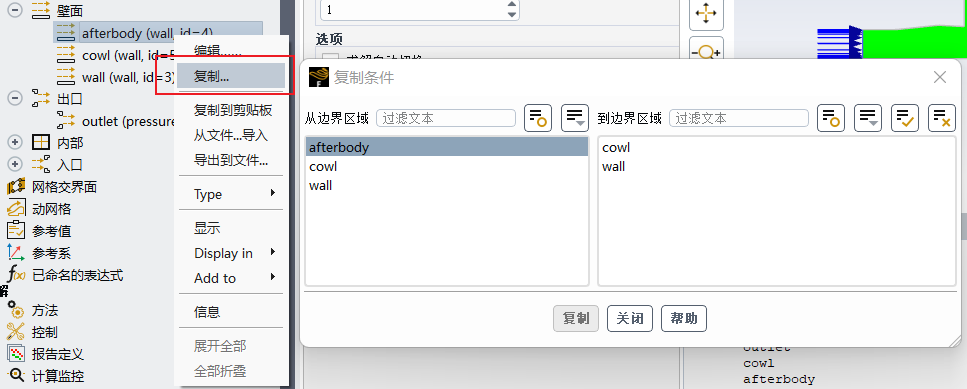 壁面
afterbody (wall, id=4)
cowl (wall, id=5
wall (wall, id=3)
出口
outlet (pressure
内部
入口
网格交界面
动网格
参考值
参考系
已命名的表达式
解
方法
控制
报告定义
计算监控
编辑......
复制...
复制到剪贴板
从文件...导入
导出到文件...
Type
显示
Display in
Add to
信息
展开全部
全部折叠
1
选项
复制条件
从边界区域
过滤文本
afterbody
cowl
wall
到边界区域
过滤文本
cowl
wall
复制
关闭
帮助
outlet
cowl
afterbody